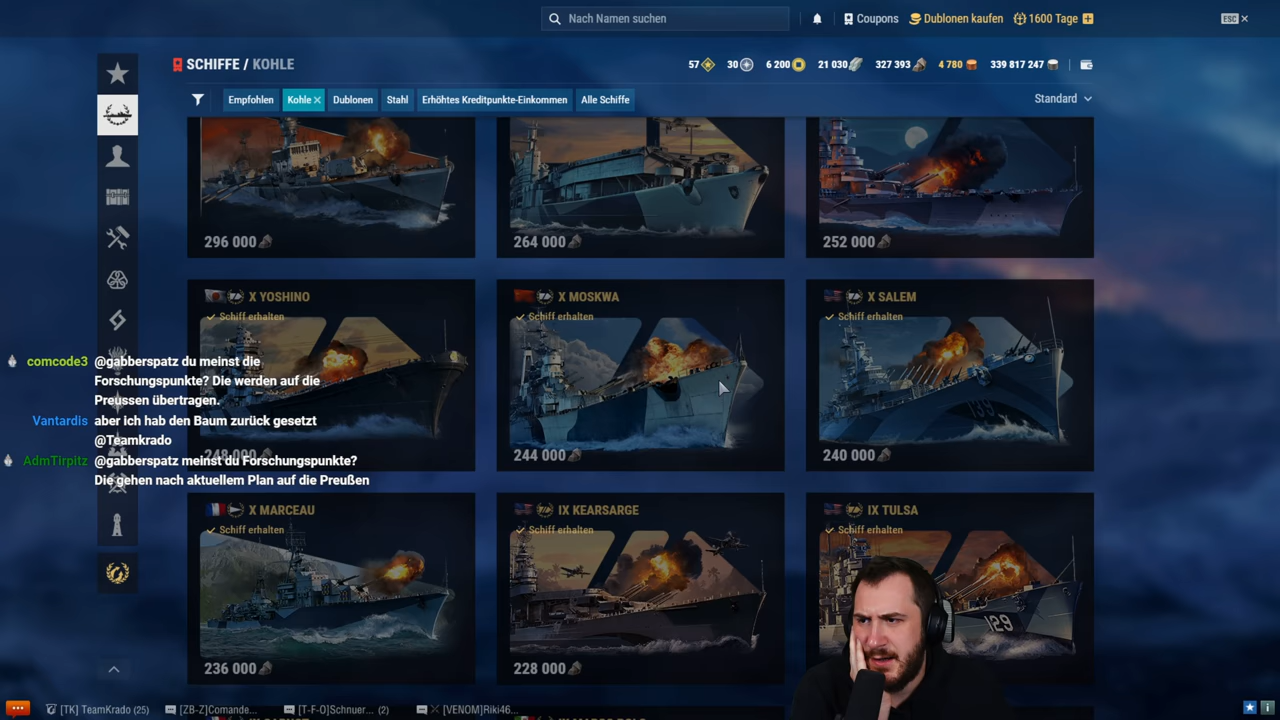 Nach Namen suchen
Coupons
Dublonen kaufen
1600 Tage
ESC
SCHIFFE / KOHLE
57
30
6 200
21 030
327 393
4 780
339 817 247
Empfohlen
Kohle
Dublonen
Stahl
Erhöhtes Kreditpunkte-Einkommen
Alle Schiffe
Standard
296 000
264 000
252 000
X YOSHINO
Schiff erhalten
248 000
X MOSKWA
Schiff erhalten
244 000
X SALEM
Schiff erhalten
139
240 000
comcode3 @gabberspatz du meinst die
Forschungspunkte? Die werden auf die
Preussen übertragen.
Vantardis aber ich hab den Baum zurück gesetzt
@Teamkrado
AdmTirpitz @gabberspatz meinst du Forschungspunkte?
Die gehen nach aktuellem Plan auf die Preußen
X MARCEAU
Schiff erhalten
236 000
IX KEARSARGE
Schiff erhalten
228 000
IX TULSA
Schiff erhalten
129
[TK] TeamKrado (25)
[ZB-Z]Comande...
[T-F-O]Schnuer... (2)
[VENOM]Riki46...